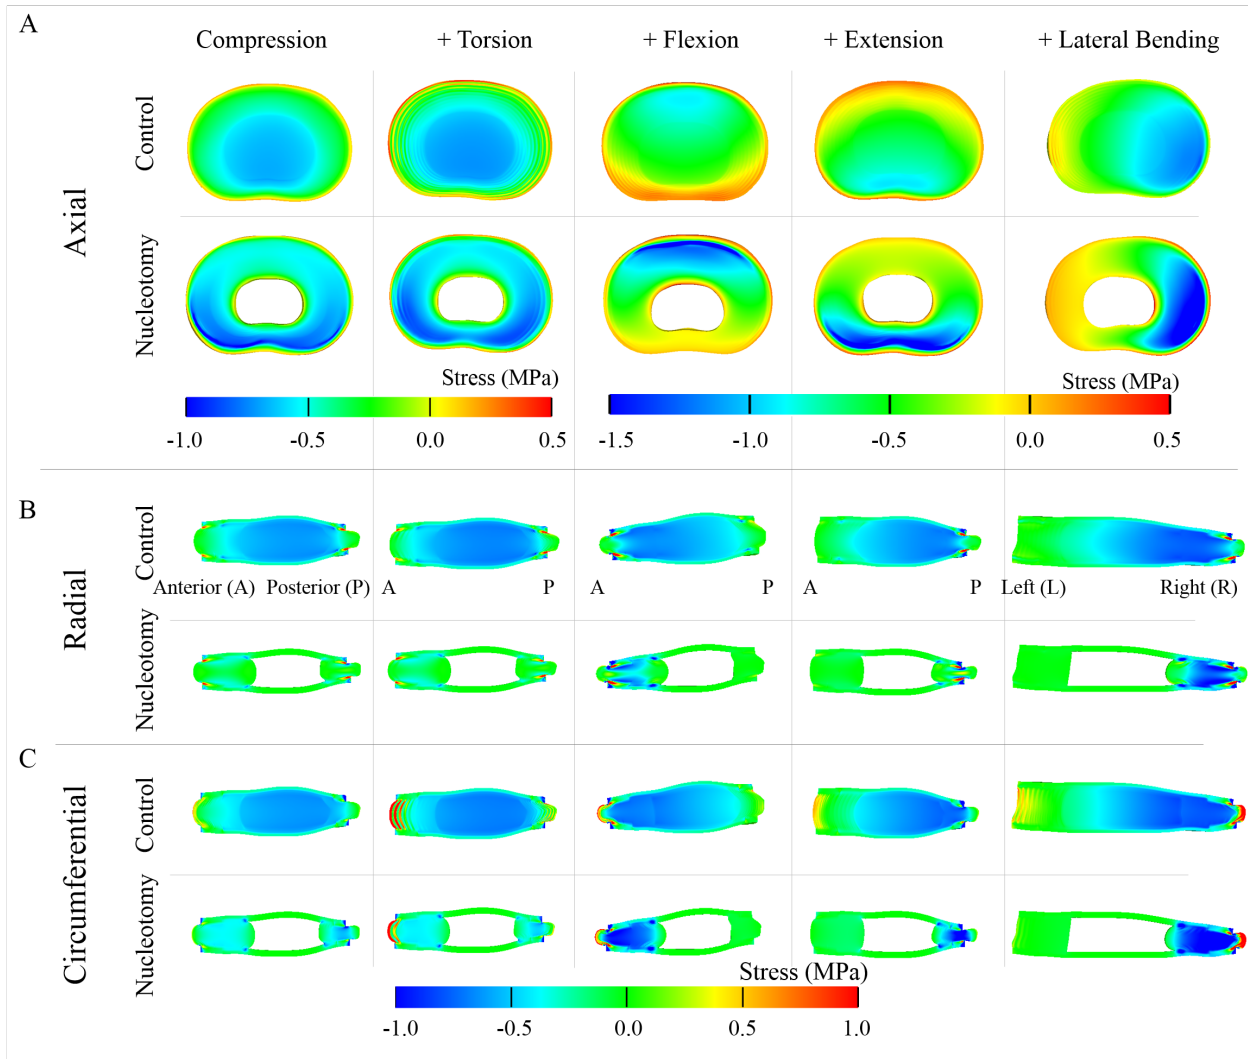 A
Compression + Torsion + Flexion + Extension + Lateral Bending
Axial
Control
Nucleotomy
Stress (MPa) Stress (MPa)
-1.0 -0.5 0.0 0.5 -1.5 -1.0 -0.5 0.0 0.5
B
Radial
Control
Anterior (A) Posterior (P) A P A P A P Left (L) Right (R)
Nucleotomy
C
Circumferential
Control
Nucleotomy
Stress (MPa)
-1.0 -0.5 0.0 0.5 1.0